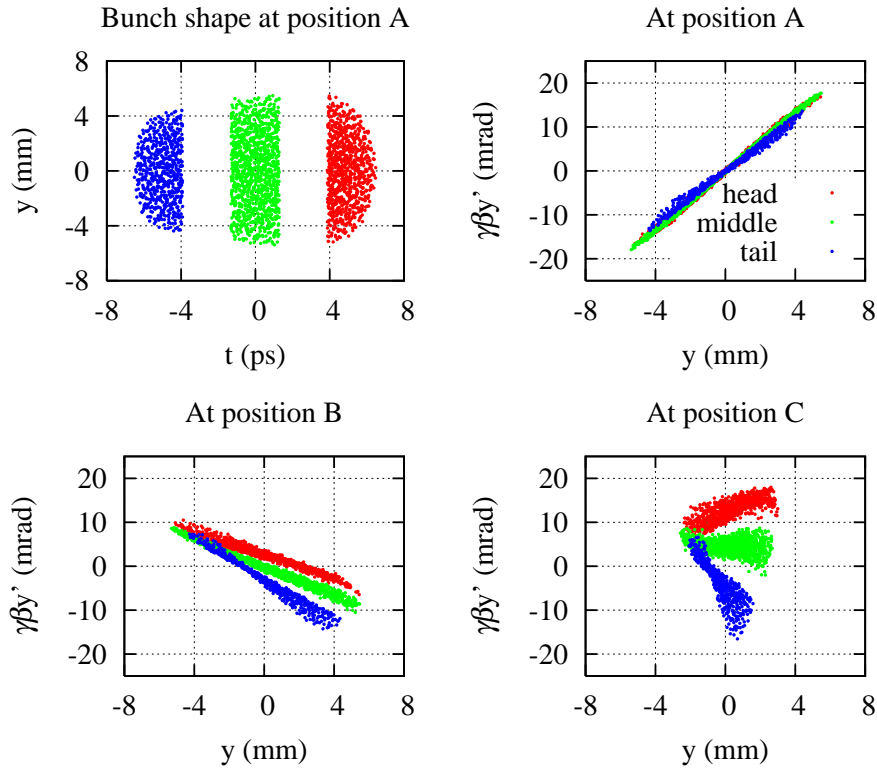 Bunch shape at position A
8
4
0
-4
-8
y (mm)
-8 -4 0 4 8
t (ps)
At position A
20
10
0
-10
-20
γβy' (mrad)
head
middle
tail
-8 -4 0 4 8
y (mm)
At position B
20
10
0
-10
-20
γβy' (mrad)
-8 -4 0 4 8
y (mm)
At position C
20
10
0
-10
-20
γβy' (mrad)
-8 -4 0 4 8
y (mm)